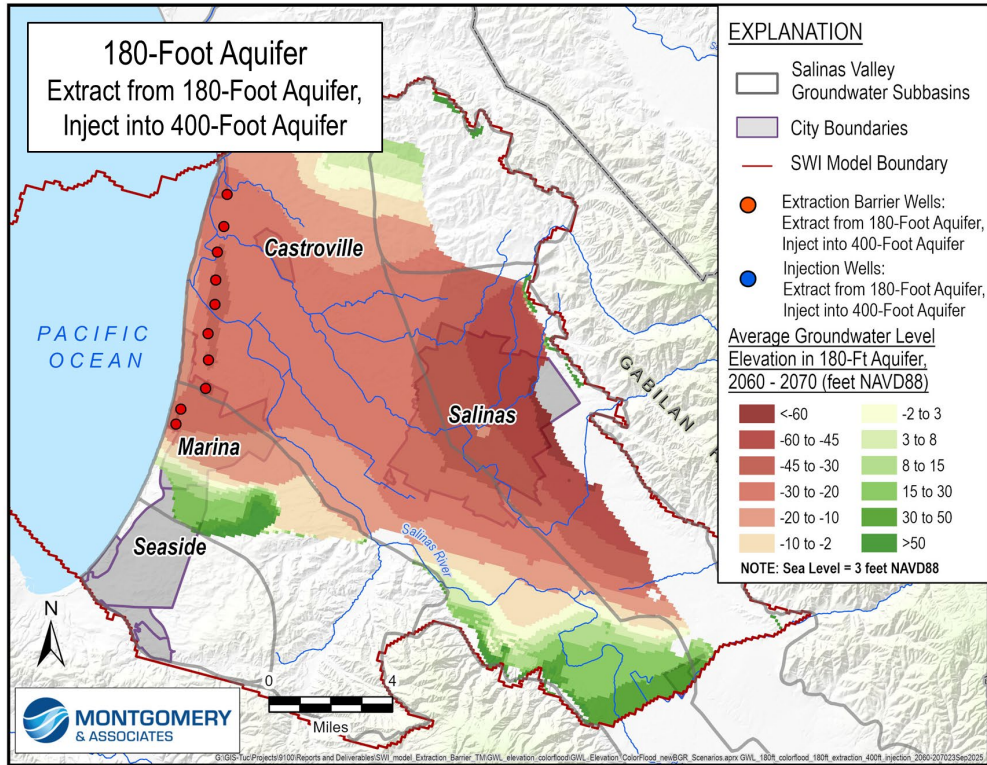 180-Foot Aquifer
Extract from 180-Foot Aquifer,
Inject into 400-Foot Aquifer
EXPLANATION
Salinas Valley
Groundwater Subbasins
City Boundaries
SWI Model Boundary
Extraction Barrier Wells:
Extract from 180-Foot Aquifer,
Inject into 400-Foot Aquifer
Injection Wells:
Extract from 180-Foot Aquifer,
Inject into 400-Foot Aquifer
Average Groundwater Level
Elevation in 180-Ft Aquifer,
2060 - 2070 (feet NAVD88)
<-60
-60 to -45
-45 to -30
-30 to -20
-20 to -10
-10 to -2
-2 to 3
3 to 8
8 to 15
15 to 30
30 to 50
>50
NOTE: Sea Level = 3 feet NAVD88
Castroville
PACIFIC
OCEAN
GABILAN
Salinas
Marina
Seaside
Salinas
River
N
0
4
Miles
MONTGOMERY
& ASSOCIATES